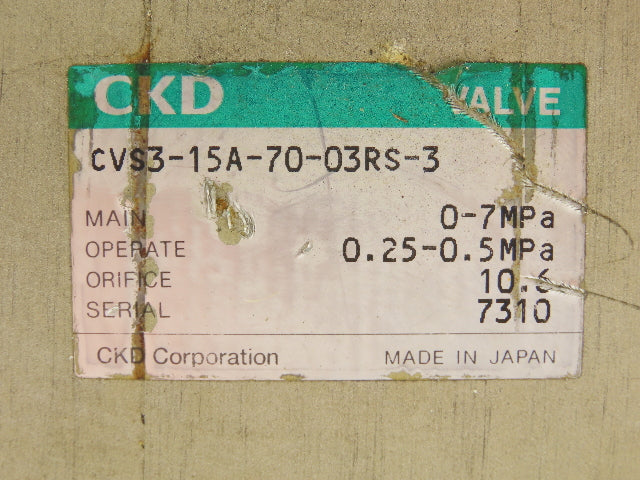 CKD VALVE
CVS3-15A-70-03RS-3
MAIN 0-7MPa
OPERATE 0.25-0.5MPa
ORIFICE 10.6
SERIAL 7310
CKD Corporation MADE IN JAPAN